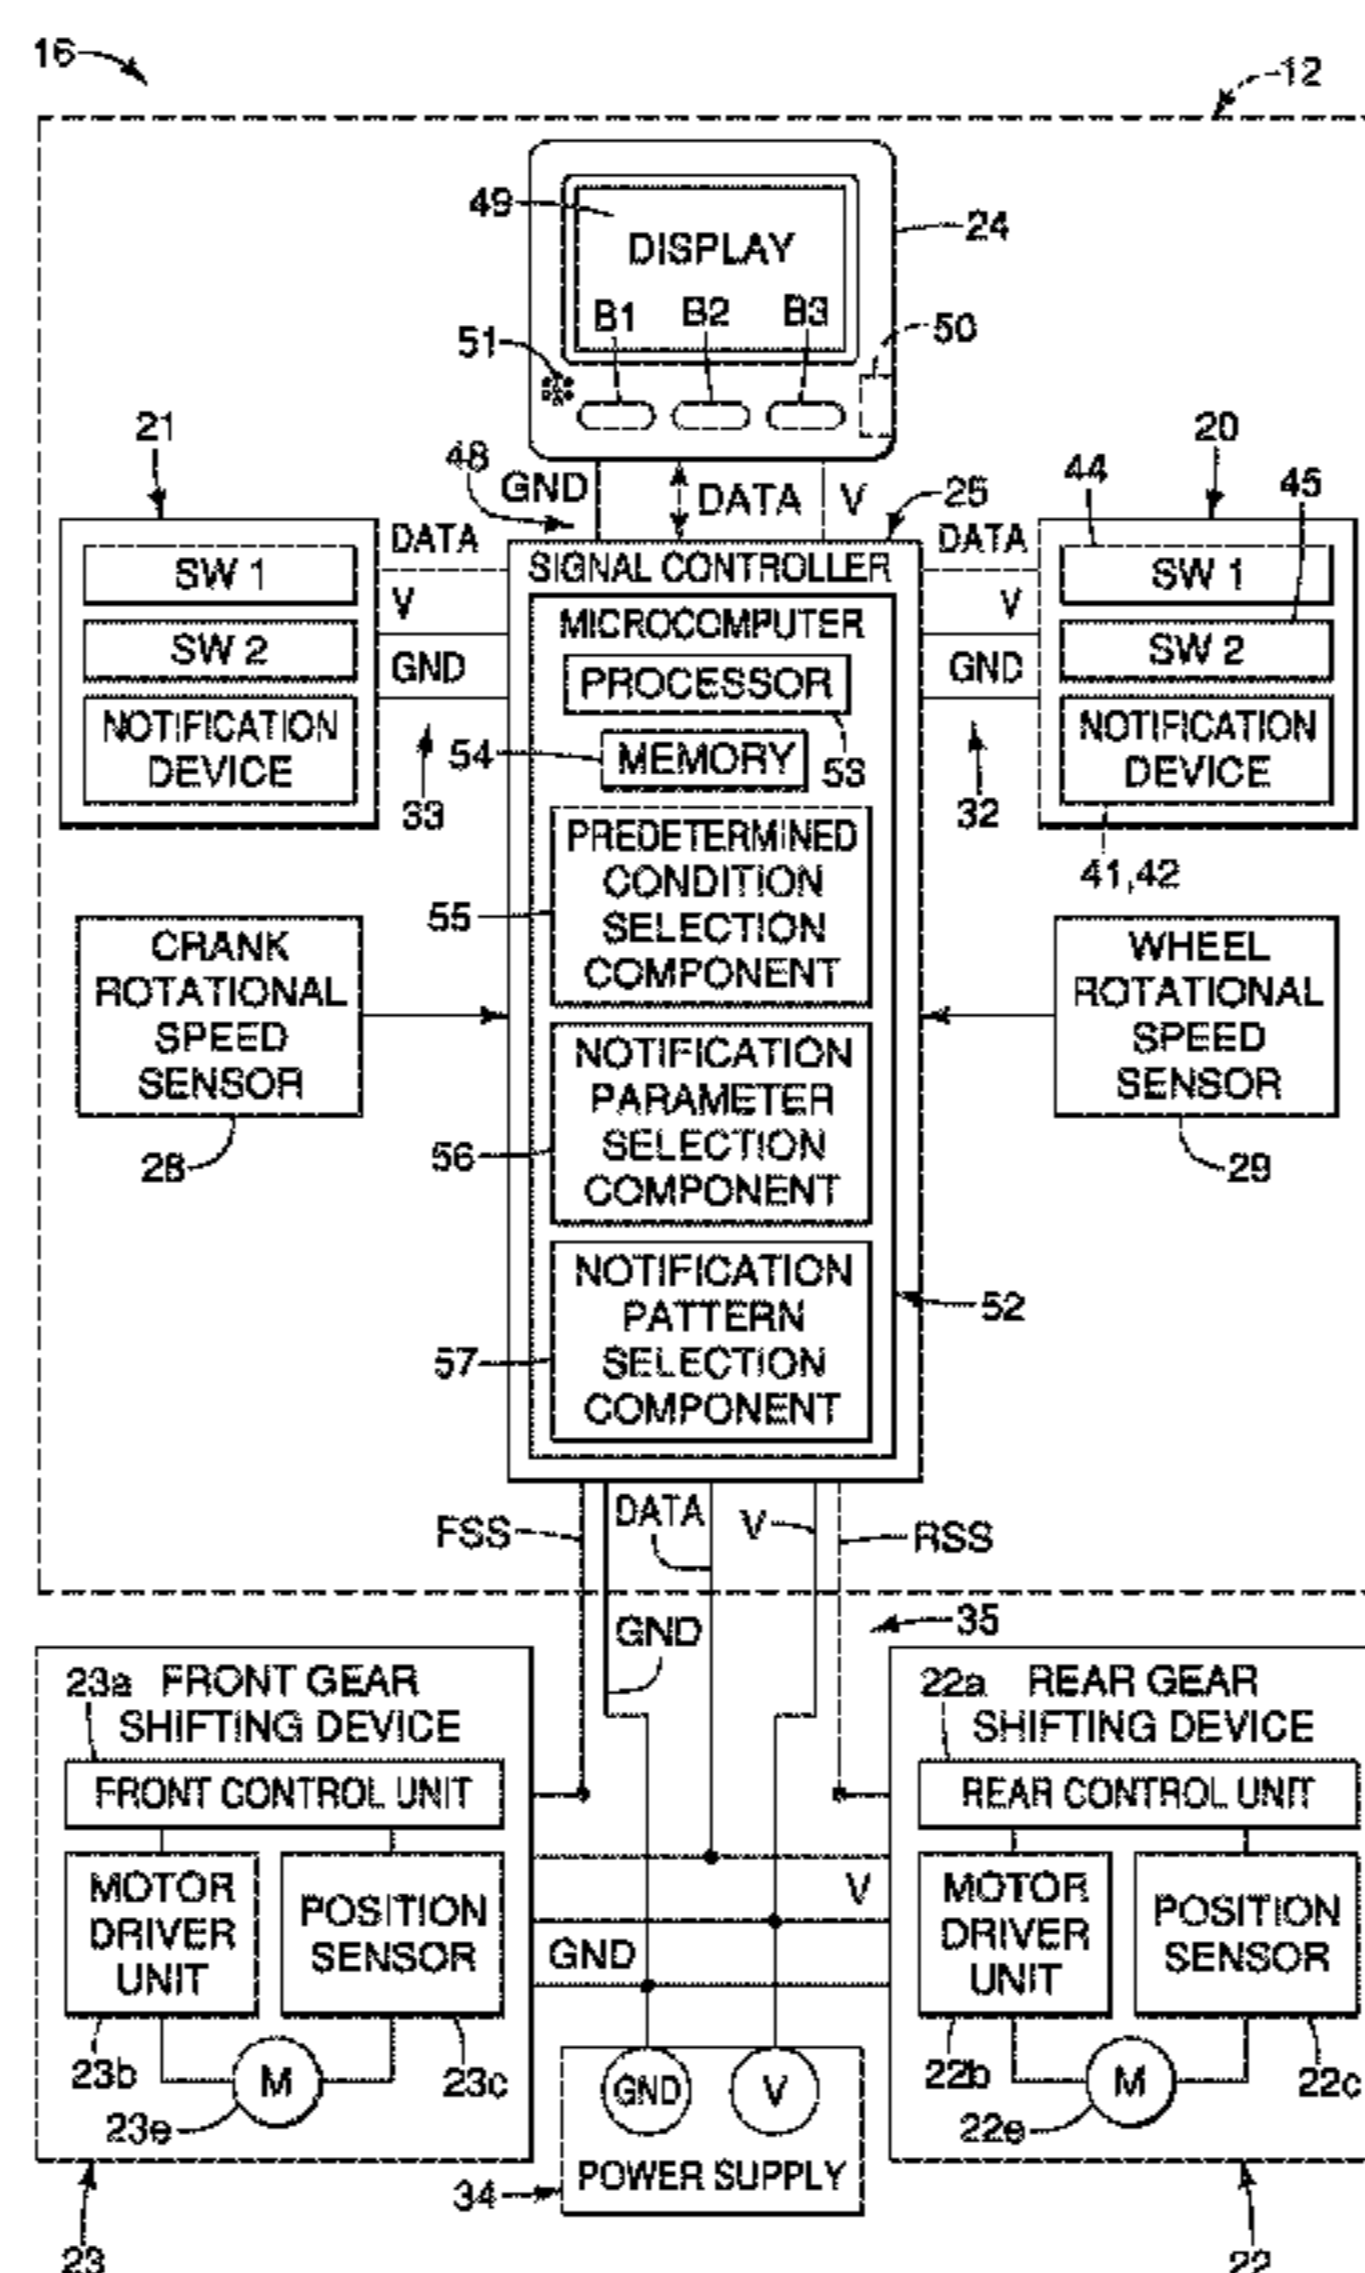 16
12
49
DISPLAY
24
B1 B2 B3
50
51
21
20
48
GND
DATA
V
25
44
45
DATA
SIGNAL CONTROLLER
DATA
SW 1
SW 1
V
MICROCOMPUTER
V
SW 2
SW 2
GND
PROCESSOR
GND
NOTIFICATION
DEVICE
54
MEMORY
53
NOTIFICATION
DEVICE
33
32
41,42
PREDETERMINED
CONDITION
SELECTION
COMPONENT
55
CRANK
ROTATIONAL
SPEED
SENSOR
28
WHEEL
ROTATIONAL
SPEED
SENSOR
29
NOTIFICATION
PARAMETER
SELECTION
COMPONENT
56
NOTIFICATION
PATTERN
SELECTION
COMPONENT
57
52
FSS
DATA
V
RSS
GND
35
23a FRONT GEAR
SHIFTING DEVICE
FRONT CONTROL UNIT
MOTOR
DRIVER
UNIT
POSITION
SENSOR
23b
M
23c
23e
23
22a REAR GEAR
SHIFTING DEVICE
REAR CONTROL UNIT
MOTOR
DRIVER
UNIT
POSITION
SENSOR
22b
M
22c
22e
22
V
GND
GND
V
POWER SUPPLY
34